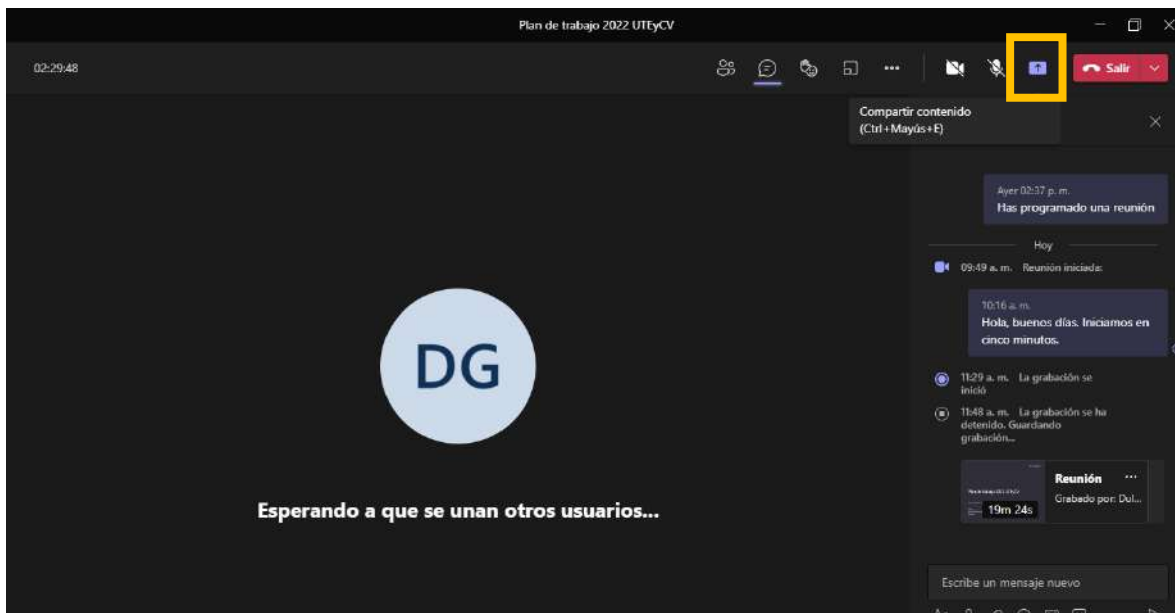 Plan de trabajo 2022 UTEyCV
02:29:48
Salir
Compartir contenido
(Ctrl+Mayús+E)
Ayer 02:37 p. m.
Has programado una reunión
Hoy
09:49 a. m. Reunión iniciada:
10:16 a. m.
Hola, buenos días. Iniciamos en
cinco minutos.
11:29 a. m. La grabación se
inició
11:48 a. m. La grabación se ha
detenido. Guardando
grabación...
Reunión
Grabado por: Dul...
19m 24s
DG
Esperando a que se unan otros usuarios...
Escribe un mensaje nuevo